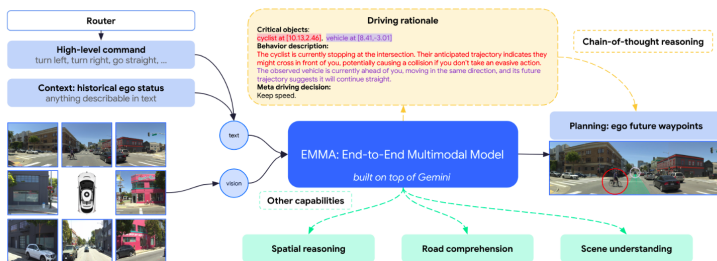 Router
High-level command
turn left, turn right, go straight, ...
Context: historical ego status
anything describable in text
text
vision
Driving rationale
Critical objects:
cyclist at [10.13,2.46], vehicle at [8.41,-3.01]
Behavior description:
The cyclist is currently stopping at the intersection. Their anticipated trajectory indicates they
might cross in front of you, potentially causing a collision if you don't take an evasive action.
The observed vehicle is currently ahead of you, moving in the same direction, and its future
trajectory suggests it will continue straight.
Meta driving decision:
Keep speed.
Chain-of-thought reasoning
EMMA: End-to-End Multimodal Model
built on top of Gemini
Planning: ego future waypoints
Other capabilities
Spatial reasoning
Road comprehension
Scene understanding